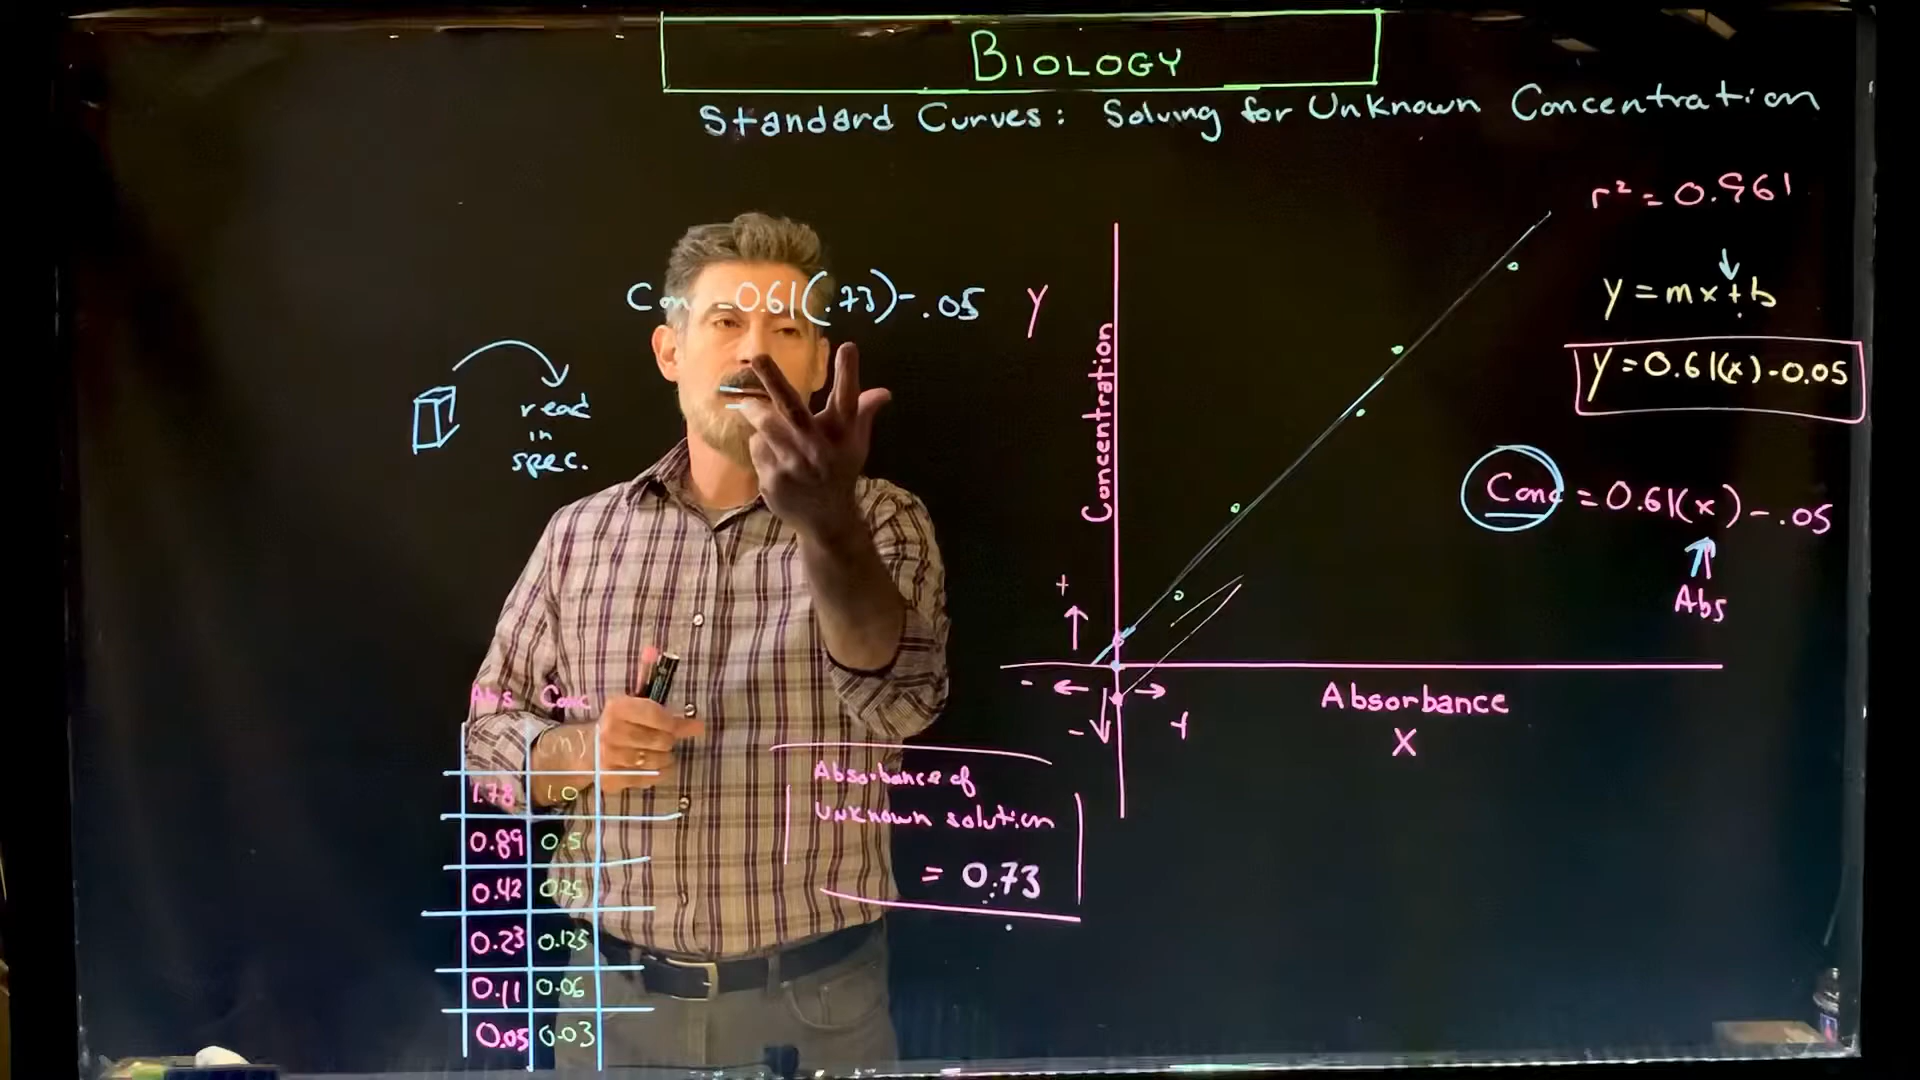 BIOLOGY
Standard Curves: Solving for Unknown Concentration
r² = 0.961
y = mx + b
y = 0.61(x) - 0.05
Conc = 0.61(x) - .05
Abs
Con = 0.61(.73) - .05
=
read
in
spec.
Y
Concentration
+
-
-
+
Absorbance
X
Abs Conc
(m)
1.78 1.0
0.89 0.5
0.42 0.25
0.23 0.125
0.11 0.06
0.05 0.03
Absorbance of
Unknown solution
= 0.73